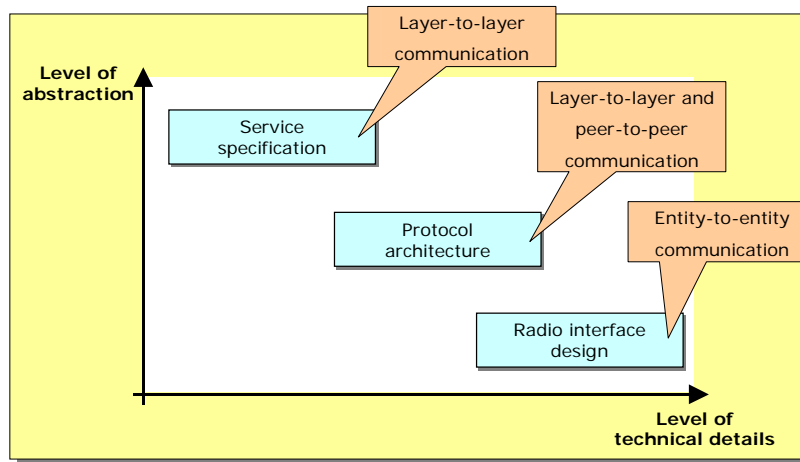 Layer-to-layer
communication
Level of
abstraction
Layer-to-layer and
peer-to-peer
communication
Service
specification
Entity-to-entity
communication
Protocol
architecture
Radio interface
design
Level of
technical details